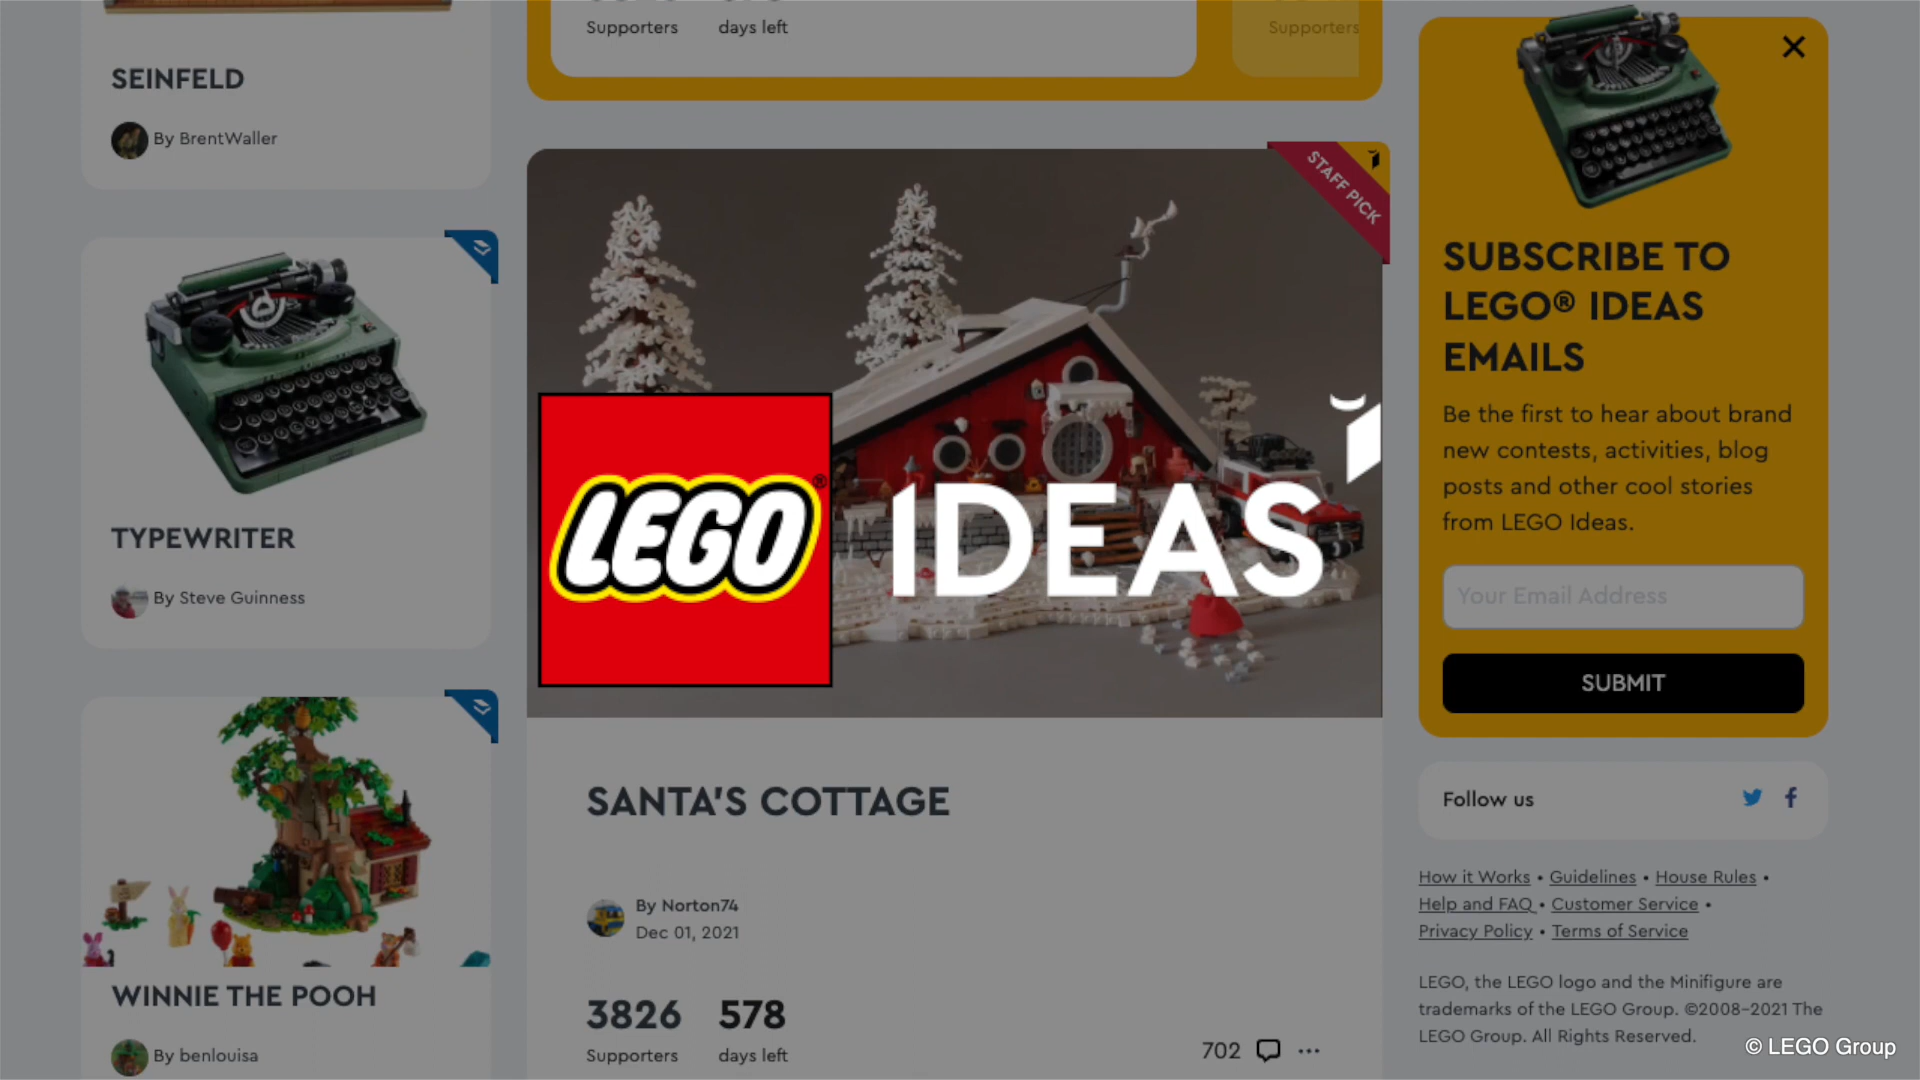 SEINFELD
By BrentWaller
TYPEWRITER
By Steve Guinness
WINNIE THE POOH
By benlouisa
Supporters
days left
Supporters
STAFF PICK
LEGO®
IDEAS
SANTA'S COTTAGE
By Norton74
Dec 01, 2021
3826
578
Supporters
days left
702
SUBSCRIBE TO
LEGO® IDEAS
EMAILS
Be the first to hear about brand
new contests, activities, blog
posts and other cool stories
from LEGO Ideas.
Your Email Address
SUBMIT
Follow us
How it Works • Guidelines • House Rules •
Help and FAQ • Customer Service •
Privacy Policy • Terms of Service
LEGO, the LEGO logo and the Minifigure are
trademarks of the LEGO Group. ©2008-2021 The
LEGO Group. All Rights Reserved.
© LEGO Group